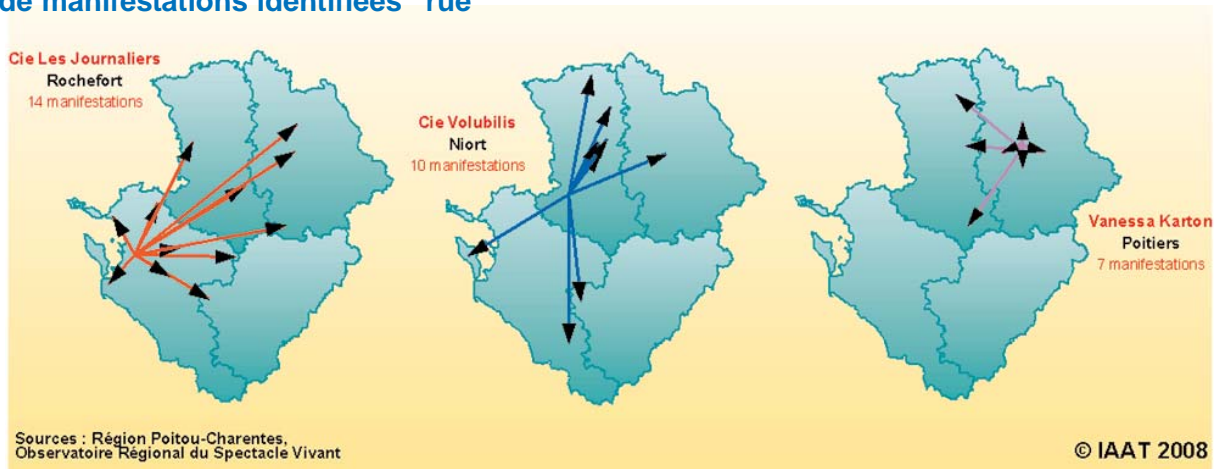 de manifestations identifiées "rue"
Cie Les Journaliers
Rochefort
14 manifestations
Cie Volubilis
Niort
10 manifestations
Vanessa Karton
Poitiers
7 manifestations
Sources : Région Poitou-Charentes,
Observatoire Régional du Spectacle Vivant
© IAAT 2008